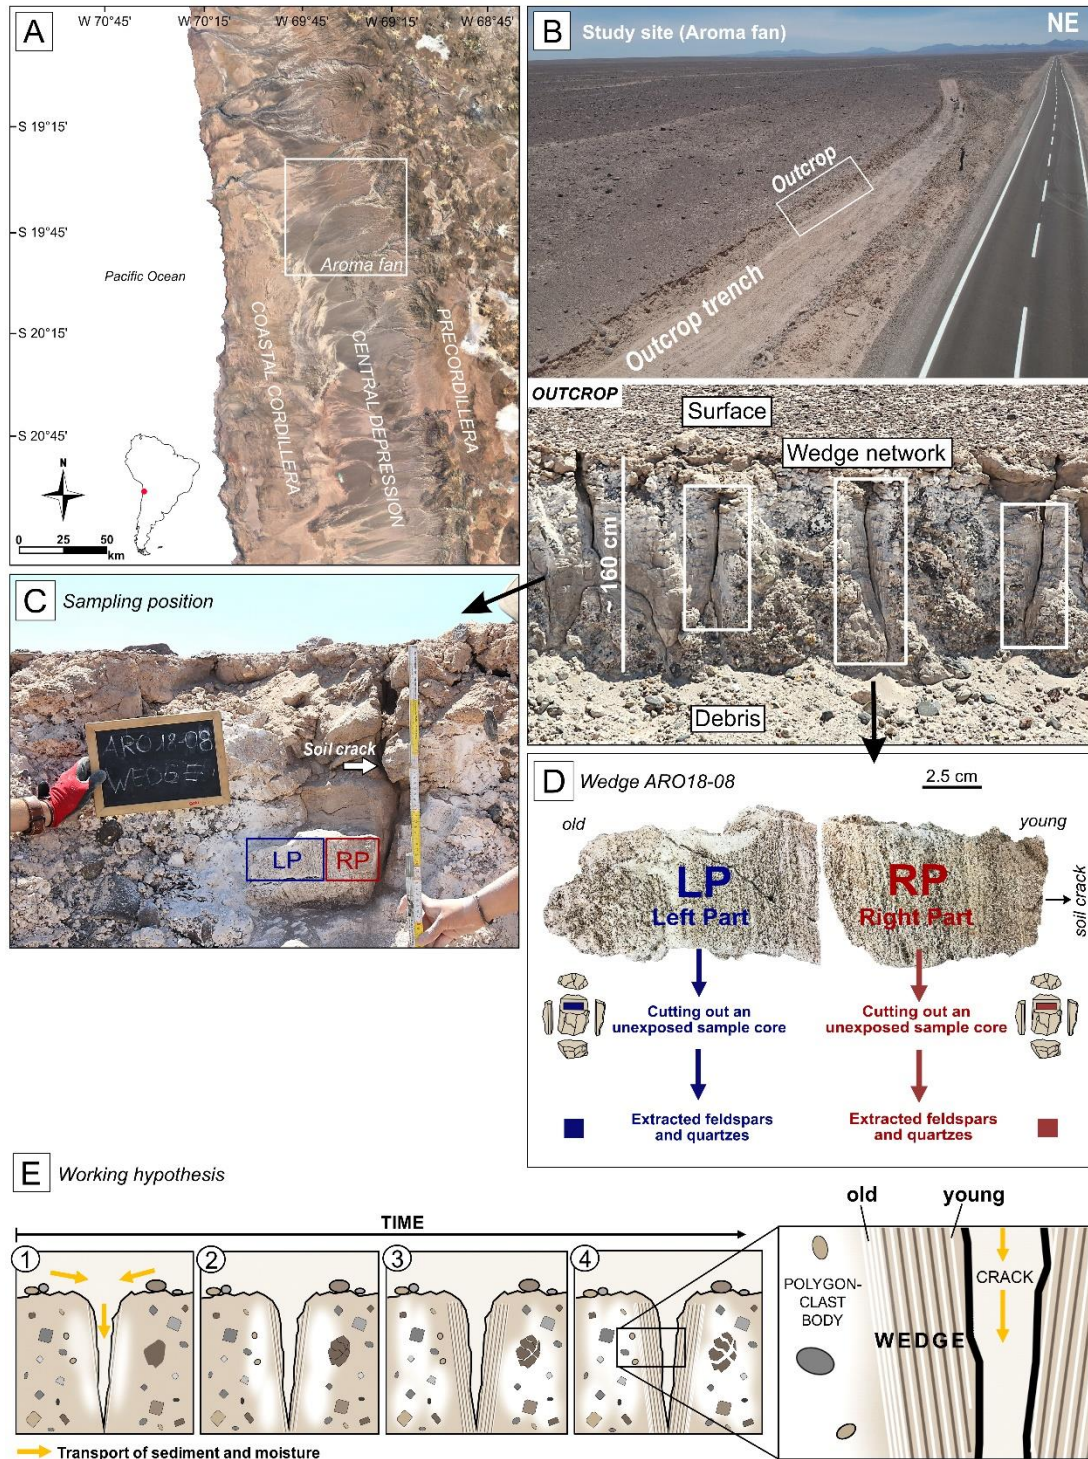 A
W 70°45'
W 70°15'
W 69°45'
W 69°15'
W 68°45'
S 19°15'
S 19°45'
S 20°15'
S 20°45'
Pacific Ocean
Aroma fan
COASTAL CORDILLERA
CENTRAL DEPRESSION
PRECORDILLERA
N
0 25 50
km
B
Study site (Aroma fan)
NE
Outcrop
Outcrop trench
OUTCROP
Surface
Wedge network
~ 160 cm
Debris
C
Sampling position
ARO18-08
WEDGE
Soil crack
LP
RP
D
Wedge ARO18-08
2.5 cm
old
young
LP
Left Part
RP
Right Part
soil crack
Cutting out an
unexposed sample core
Cutting out an
unexposed sample core
Extracted feldspars
and quartzes
Extracted feldspars
and quartzes
E
Working hypothesis
TIME
1
2
3
4
Transport of sediment and moisture
old
young
POLYGON-
CLAST
BODY
WEDGE
CRACK